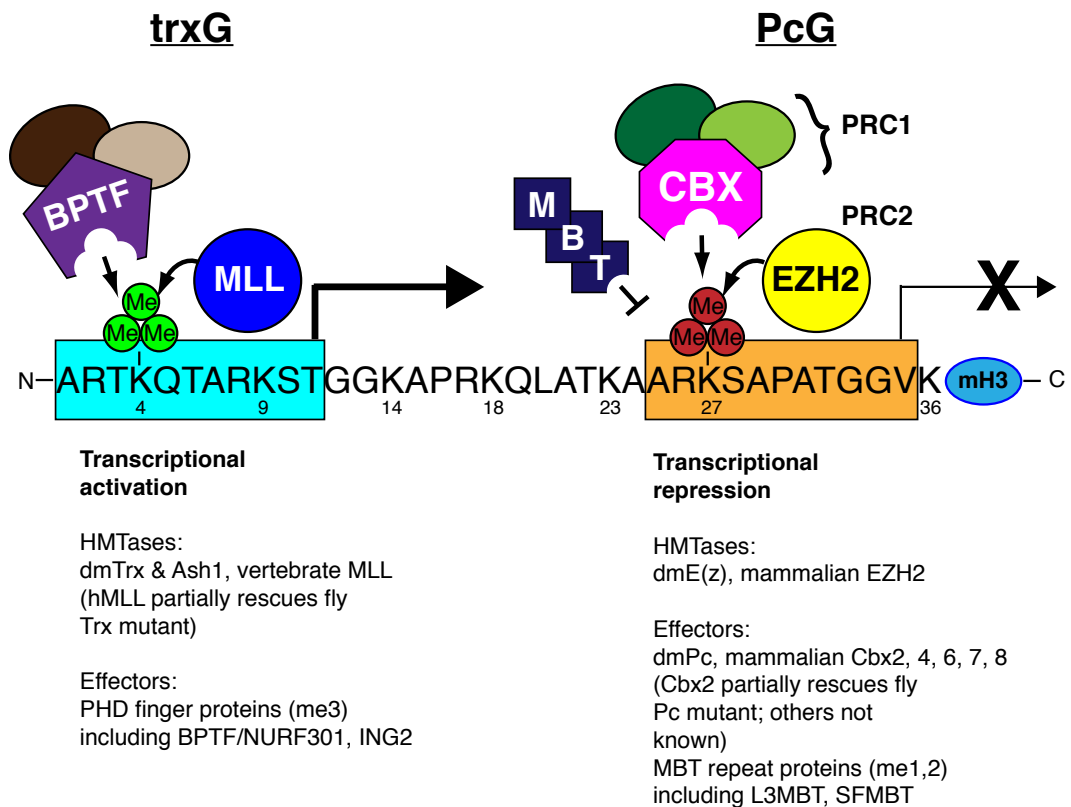 trxG
PcG
PRC1
BPTF
CBX
PRC2
M
B
T
MLL
EZH2
X
Me
Me Me
Me
Me Me
N ARTKQTARKSTGGKAPRKQLATKAARKSAPATGGVK mH3 C
4 9 14 18 23 27 36
Transcriptional
activation
HMTases:
dmTrx & Ash1, vertebrate MLL
(hMLL partially rescues fly
Trx mutant)
Effectors:
PHD finger proteins (me3)
including BPTF/NURF301, ING2
Transcriptional
repression
HMTases:
dmE(z), mammalian EZH2
Effectors:
dmPc, mammalian Cbx2, 4, 6, 7, 8
(Cbx2 partially rescues fly
Pc mutant; others not
known)
MBT repeat proteins (me1,2)
including L3MBT, SFMBT